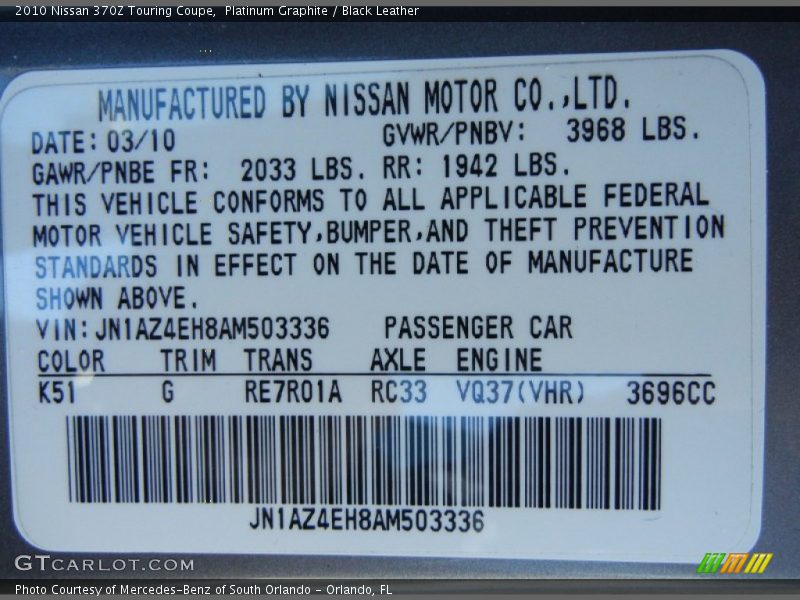 2010 Nissan 370Z Touring Coupe,  Platinum Graphite / Black Leather
MANUFACTURED BY NISSAN MOTOR CO.,LTD.
DATE: 03/10 GVWR/PNBV: 3968 LBS.
GAWR/PNBE FR: 2033 LBS. RR: 1942 LBS.
THIS VEHICLE CONFORMS TO ALL APPLICABLE FEDERAL
MOTOR VEHICLE SAFETY,BUMPER,AND THEFT PREVENTION
STANDARDS IN EFFECT ON THE DATE OF MANUFACTURE
SHOWN ABOVE.
VIN: JN1AZ4EH8AM503336 PASSENGER CAR
COLOR TRIM TRANS AXLE ENGINE
K51 G RE7R01A RC33 VQ37(VHR) 3696CC
JN1AZ4EH8AM503336
GTCARLOT.COM
Photo Courtesy of Mercedes-Benz of South Orlando - Orlando, FL